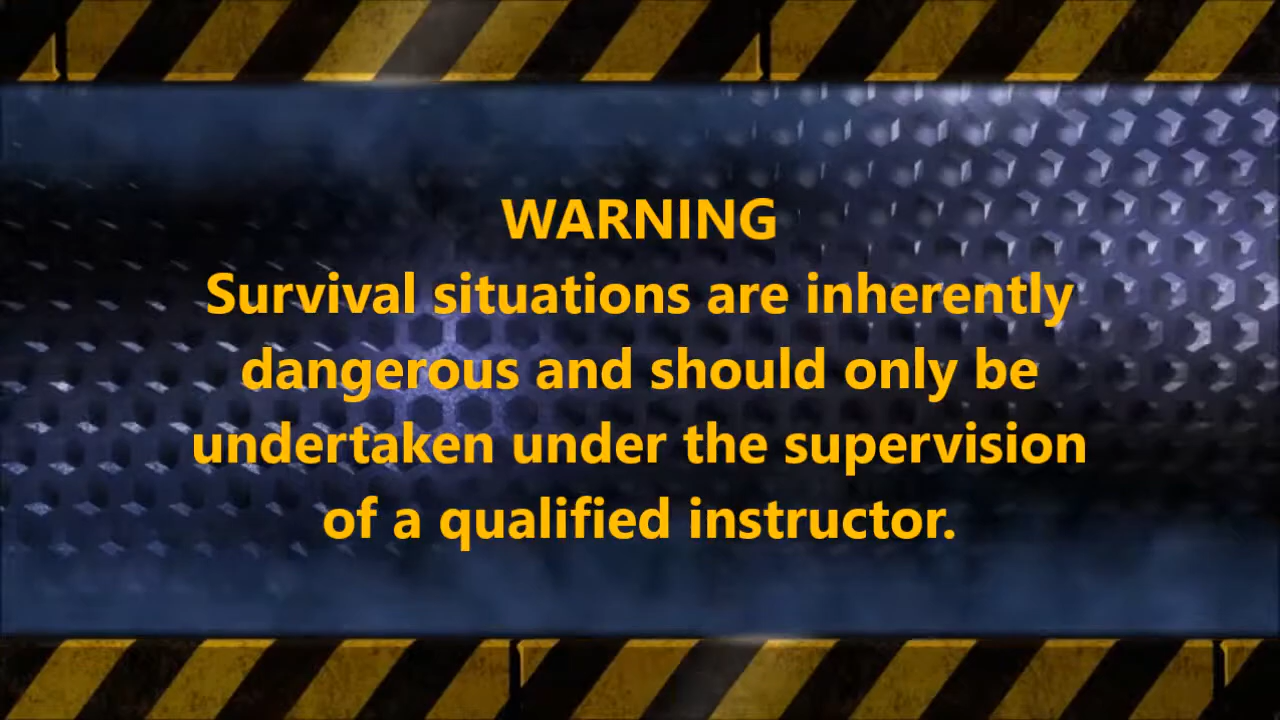 WARNING
Survival situations are inherently
dangerous and should only be
undertaken under the supervision
of a qualified instructor.